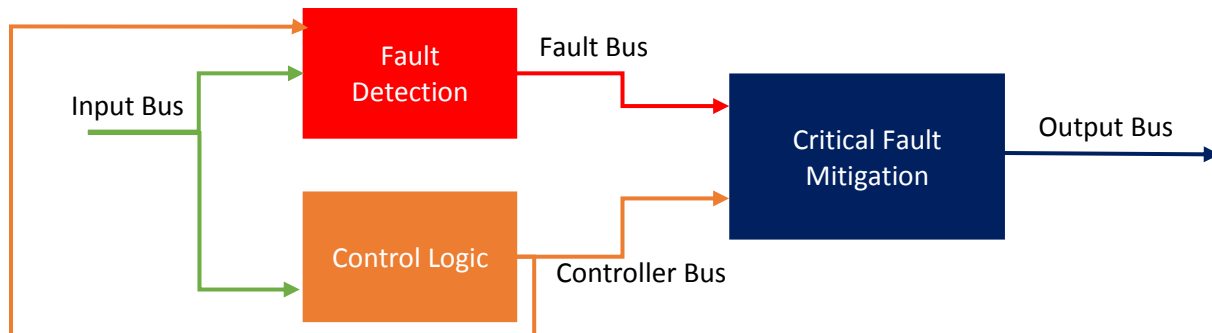 Fault
Detection
Fault Bus
Input Bus
Critical Fault
Mitigation
Output Bus
Control Logic
Controller Bus